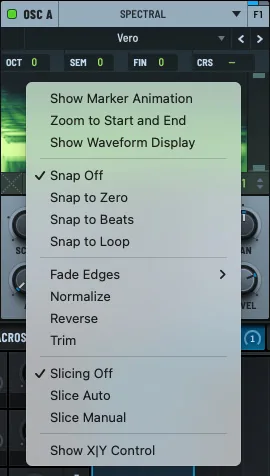 OSC A SPECTRAL F1
Vero
OCT 0 SEM 0 FIN 0 CRS –
Show Marker Animation
Zoom to Start and End
Show Waveform Display
✓ Snap Off
Snap to Zero
Snap to Beats
Snap to Loop
Fade Edges >
Normalize
Reverse
Trim
✓ Slicing Off
Slice Auto
Slice Manual
Show X|Y Control